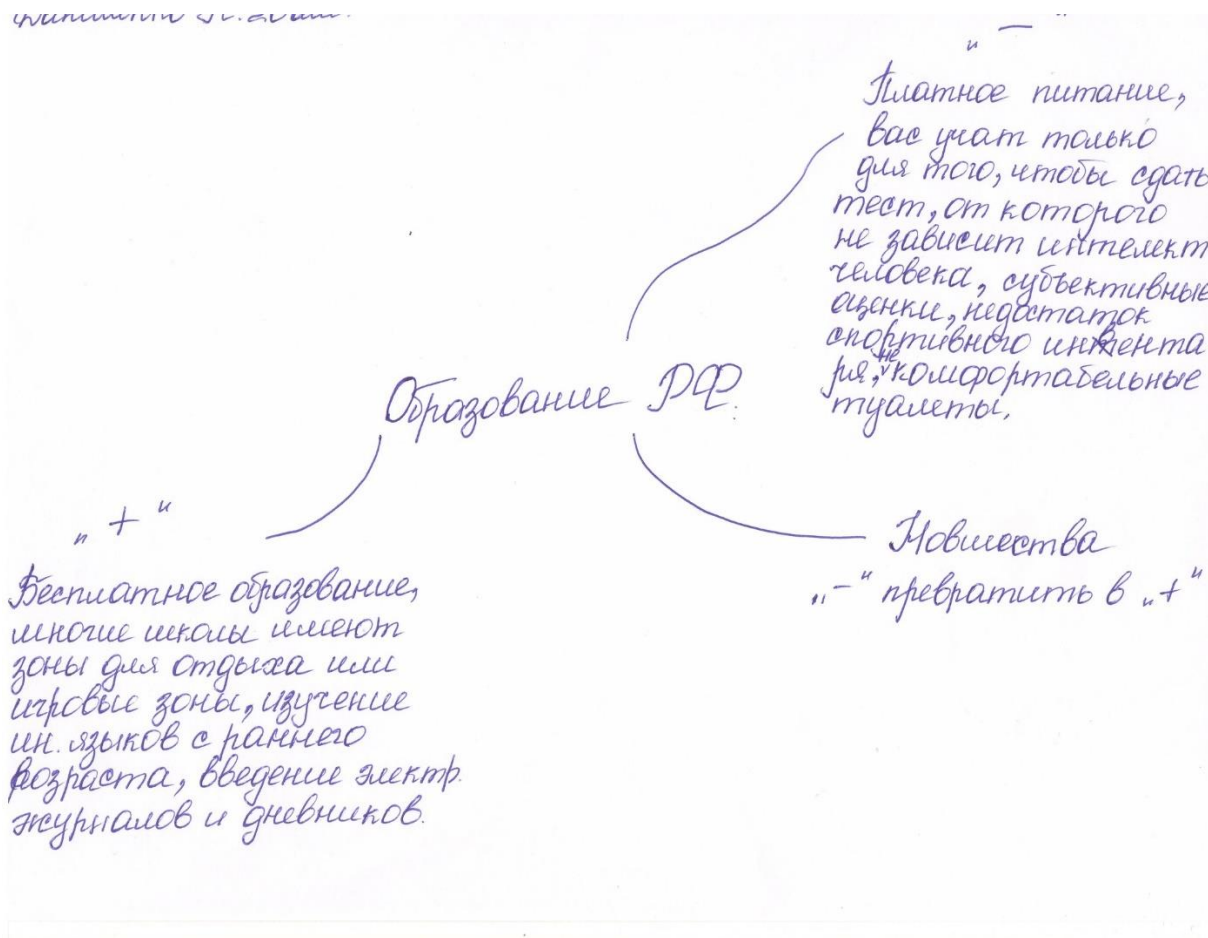 „ — “
Платное питание,
вас учат только
для того, чтобы сдать
тест, от которого
не зависит интелект
человека, субъективные
оценки, недостаток
спортивного инвента
ря, не комфортабельные
туалеты.
Образование РФ.
„ + “
Бесплатное образование,
многие школы имеют
зоны для отдыха или
игровые зоны, изучение
ин. языков с раннего
возраста, введение электр.
журналов и дневников.
Новшества
„-“ превратить в „+“